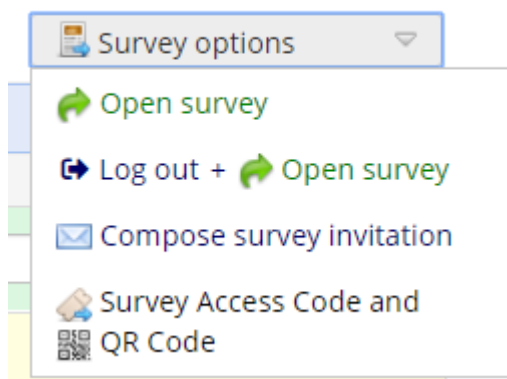 Survey options
Open survey
Log out + Open survey
Compose survey invitation
Survey Access Code and
QR Code